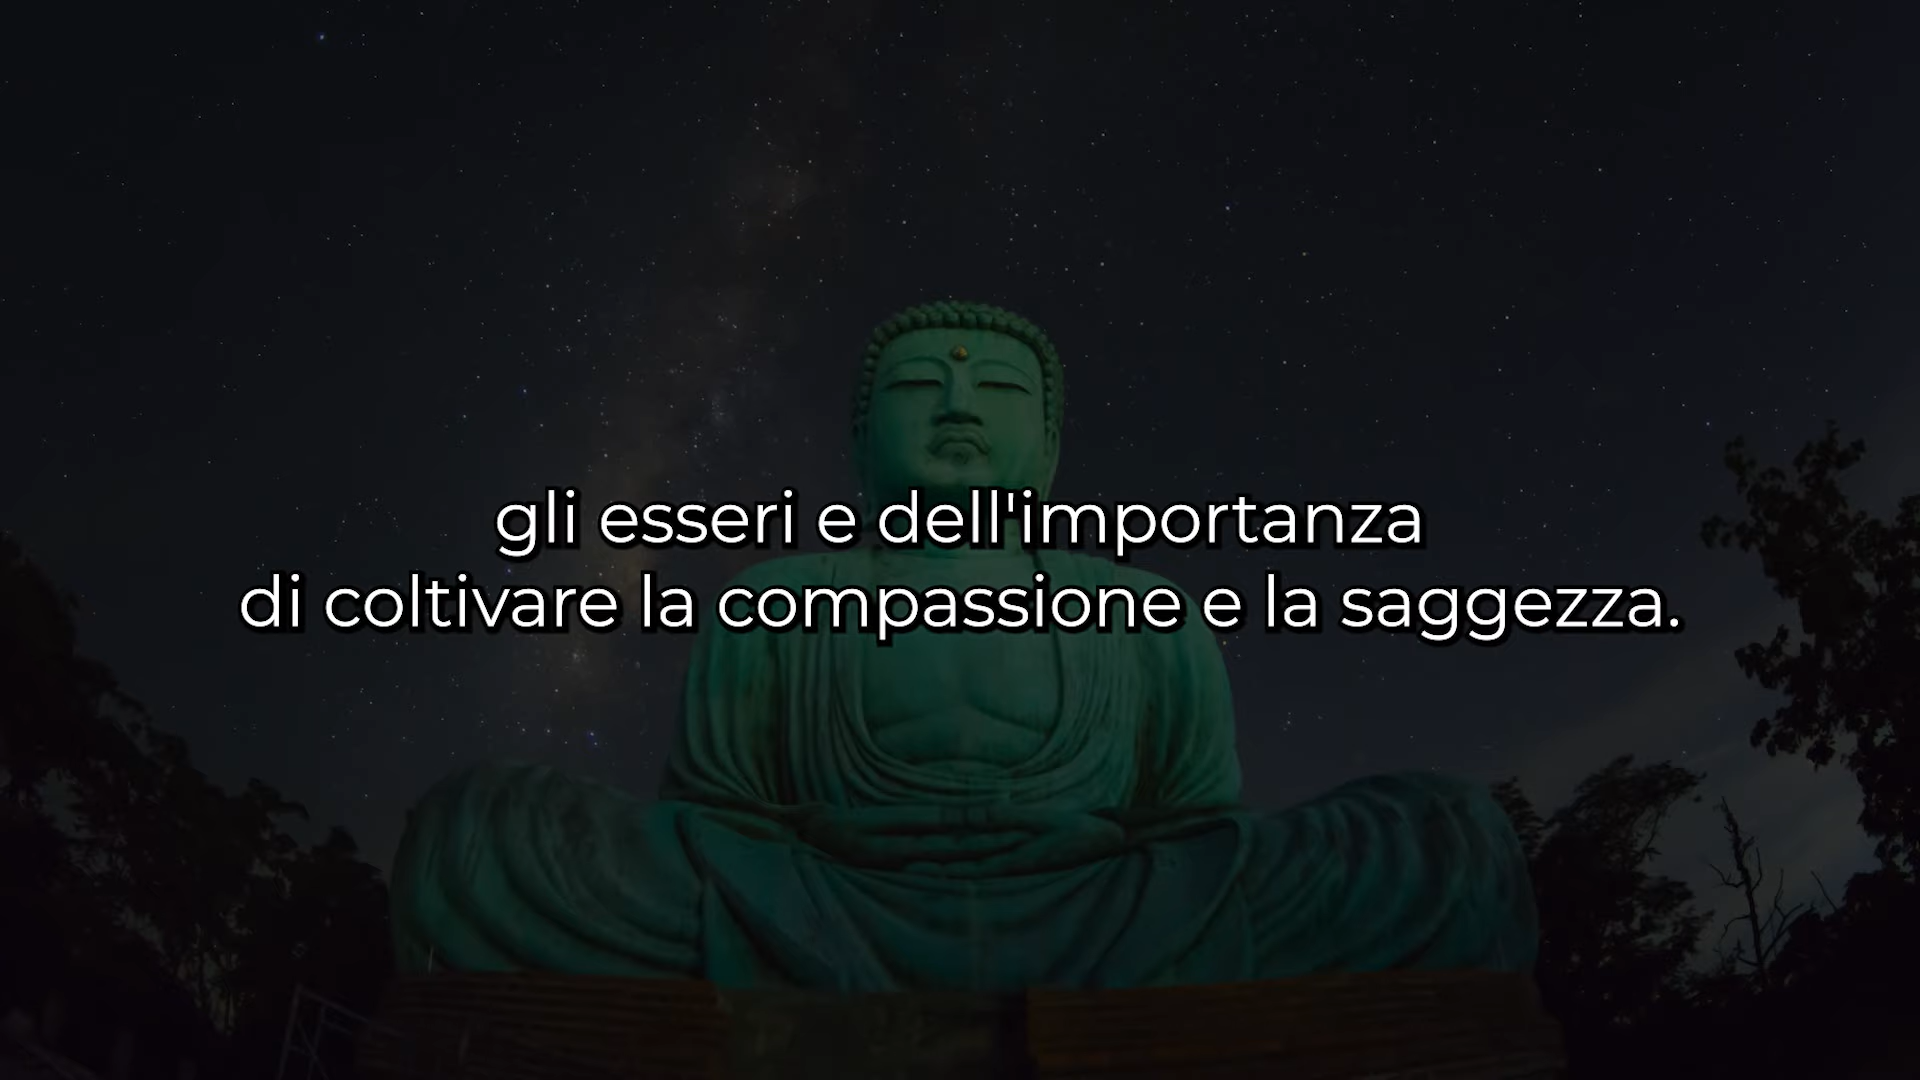 gli esseri e dell'importanza
di coltivare la compassione e la saggezza.